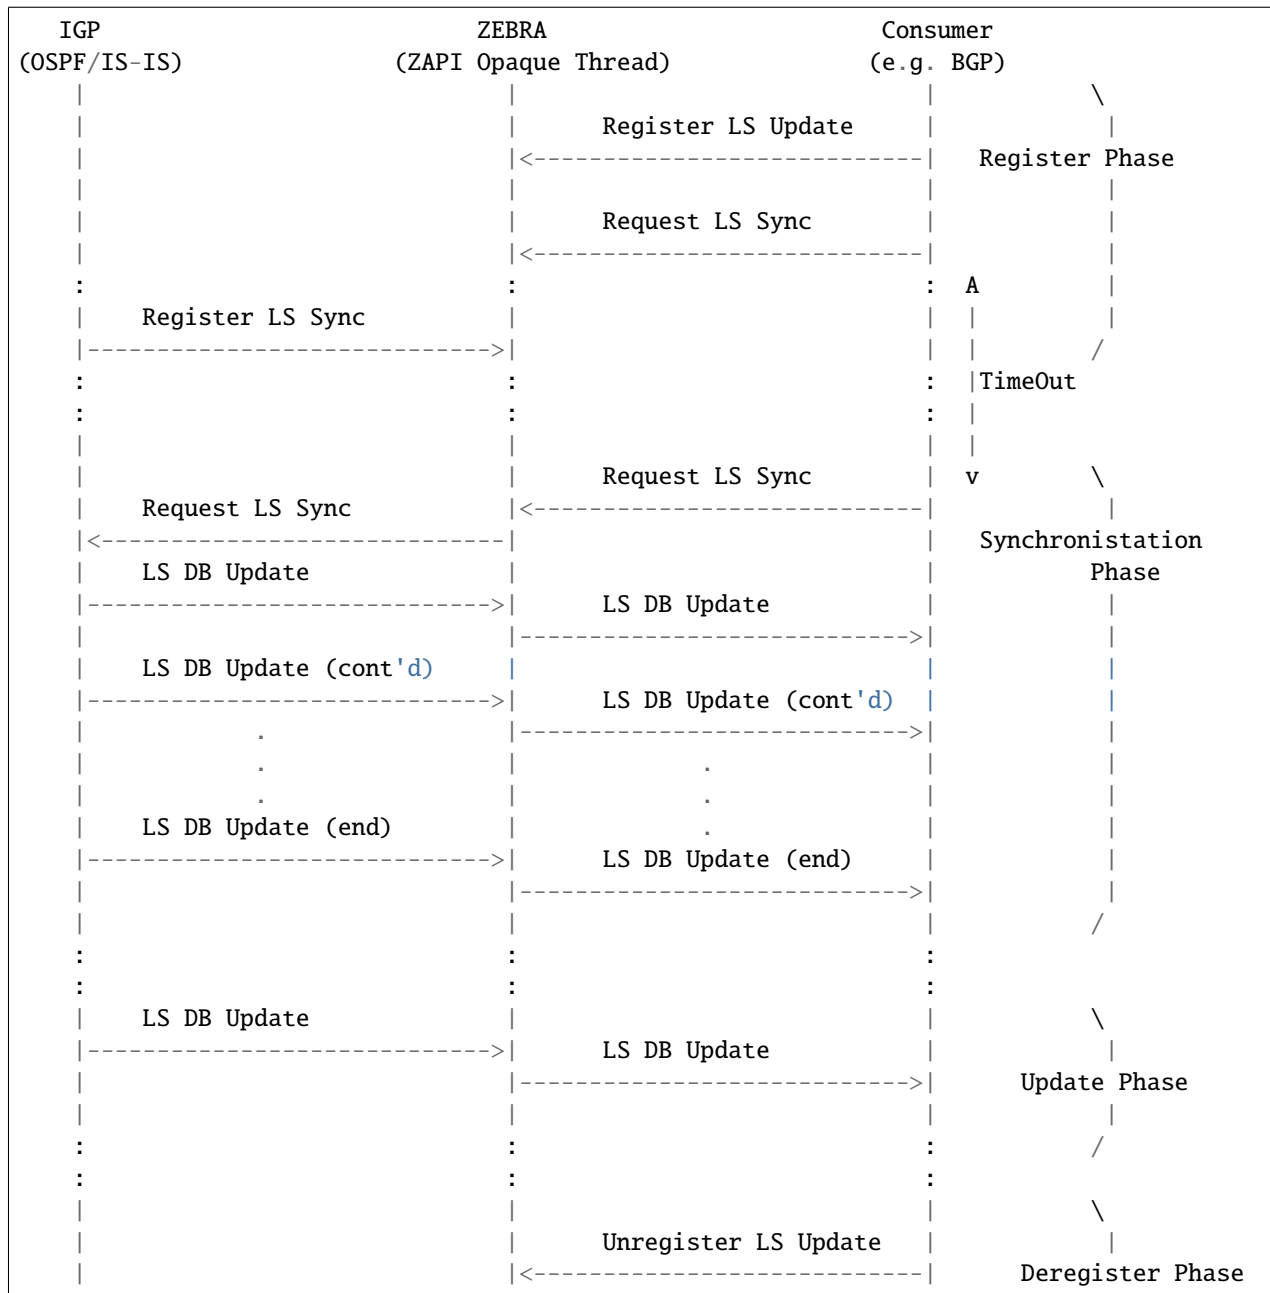 IGP ZEBRA Consumer
(OSPF/IS-IS) (ZAPI Opaque Thread) (e.g. BGP)
| | | \
| | Register LS Update | |
| |<----------------------------| Register Phase
| | | |
| | Request LS Sync | |
| |<----------------------------| |
: : : A |
| Register LS Sync | | | |
|----------------------------->| | | /
: : : |TimeOut
: : : |
| | | |
| | Request LS Sync | v \
| Request LS Sync |<----------------------------| |
|<-----------------------------| | Synchronistation
| LS DB Update | | Phase
|----------------------------->| LS DB Update | |
| |---------------------------->| |
| LS DB Update (cont'd) | | |
|----------------------------->| LS DB Update (cont'd) | |
| . |---------------------------->| |
| . | . | |
| . | . | |
| LS DB Update (end) | . | |
|----------------------------->| LS DB Update (end) | |
| |---------------------------->| |
| | | /
: : :
: : :
| LS DB Update | | \
|----------------------------->| LS DB Update | |
| |---------------------------->| Update Phase
| | | |
: : : /
: : :
| | | \
| | Unregister LS Update | |
| |<----------------------------| Deregister Phase